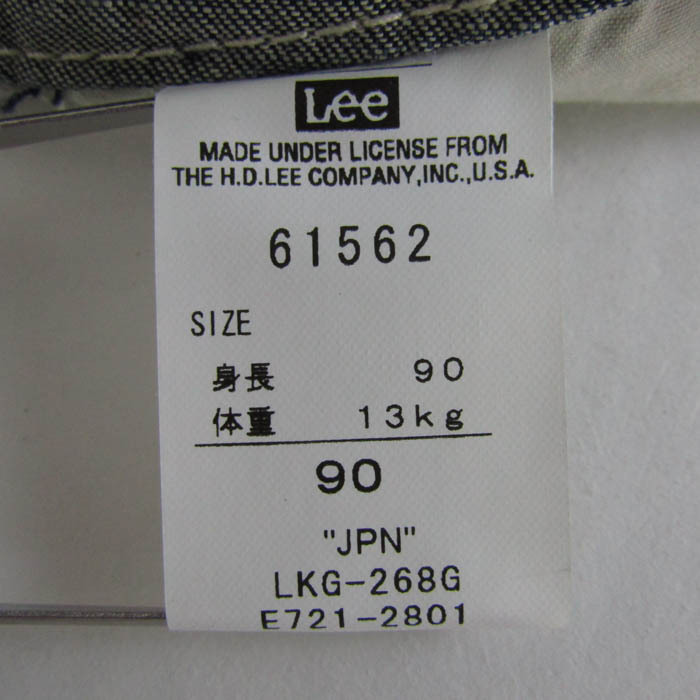 Lee
MADE UNDER LICENSE FROM
THE H.D.LEE COMPANY,INC.,U.S.A.
61562
SIZE
身長 90
体重 13kg
90
"JPN"
LKG-268G
E721-2801